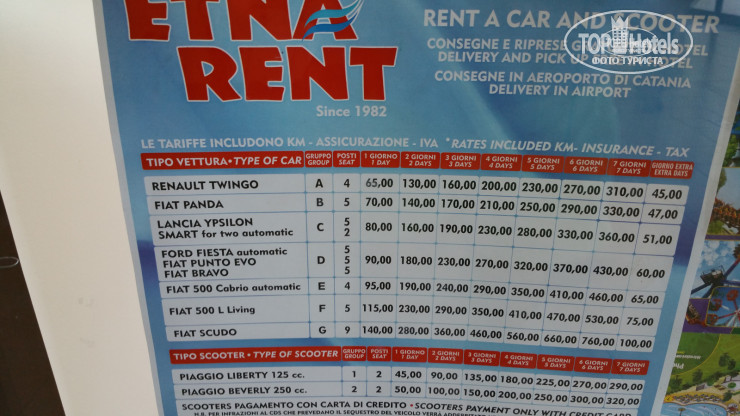 ETNA
RENT
Since 1982
RENT A CAR AND SCOOTER
CONSEGNE E RIPRESE HOTEL
DELIVERY AND PICK UP HOTEL
CONSEGNE IN AEROPORTO DI CATANIA
DELIVERY IN AIRPORT
TOP Hotels
ФОТО ТУРИСТА
LE TARIFFE INCLUDONO KM - ASSICURAZIONE - IVA *RATES INCLUDED KM- INSURANCE - TAX
TIPO VETTURA • TYPE OF CAR GRUPPO GROUP POSTI SEAT 1 GIORNO 1 DAY 2 GIORNI 2 DAYS 3 GIORNI 3 DAYS 4 GIORNI 4 DAYS 5 GIORNI 5 DAYS 6 GIORNI 6 DAYS 7 GIORNI 7 DAYS GIORNO EXTRA EXTRA DAYS
RENAULT TWINGO A 4 65,00 130,00 160,00 200,00 230,00 270,00 310,00 45,00
FIAT PANDA B 5 70,00 140,00 170,00 210,00 250,00 290,00 330,00 47,00
LANCIA YPSILON 5
SMART for two automatic C 2 80,00 160,00 190,00 230,00 280,00 330,00 360,00 51,00
FORD FIESTA automatic 5
FIAT PUNTO EVO D 5 90,00 180,00 230,00 270,00 320,00 370,00 430,00 60,00
FIAT BRAVO 5
FIAT 500 Cabrio automatic E 4 95,00 190,00 240,00 290,00 350,00 410,00 460,00 65,00
FIAT 500 L Living F 5 115,00 230,00 290,00 350,00 410,00 470,00 530,00 75,00
FIAT SCUDO G 9 140,00 280,00 360,00 460,00 560,00 660,00 760,00 100,00
TIPO SCOOTER • TYPE OF SCOOTER GRUPPO GROUP POSTI SEAT 1 GIORNO 1 DAY 2 GIORNI 2 DAYS 3 GIORNI 3 DAYS 4 GIORNI 4 DAYS 5 GIORNI 5 DAYS 6 GIORNI 6 DAYS 7 GIORNI 7 DAYS
PIAGGIO LIBERTY 125 cc. 1 2 45,00 90,00 135,00 180,00 225,00 270,00 290,00
PIAGGIO BEVERLY 250 cc. 2 2 50,00 100,00 150,00 200,00 250,00 300,00 320,00
SCOOTERS PAGAMENTO CON CARTA DI CREDITO • SCOOTERS PAYMENT ONLY WITH CREDIT CARD
N.B. PER INFRAZIONI AL CDS CHE PREVEDANO IL SEQUESTRO DEL VEICOLO VERRÀ